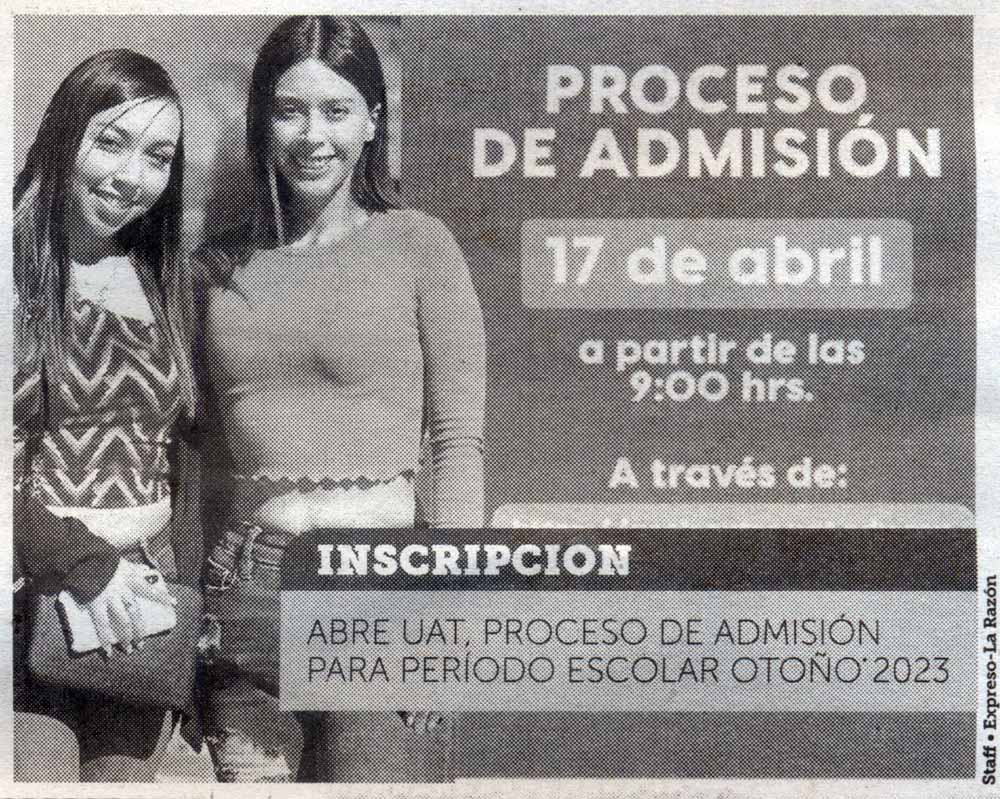 PROCESO
DE ADMISIÓN
17 de abril
a partir de las
9:00 hrs.
A través de:
INSCRIPCION
ABRE UAT, PROCESO DE ADMISIÓN
PARA PERÍODO ESCOLAR OTOÑO' 2023
Staff • Expreso-La Razón